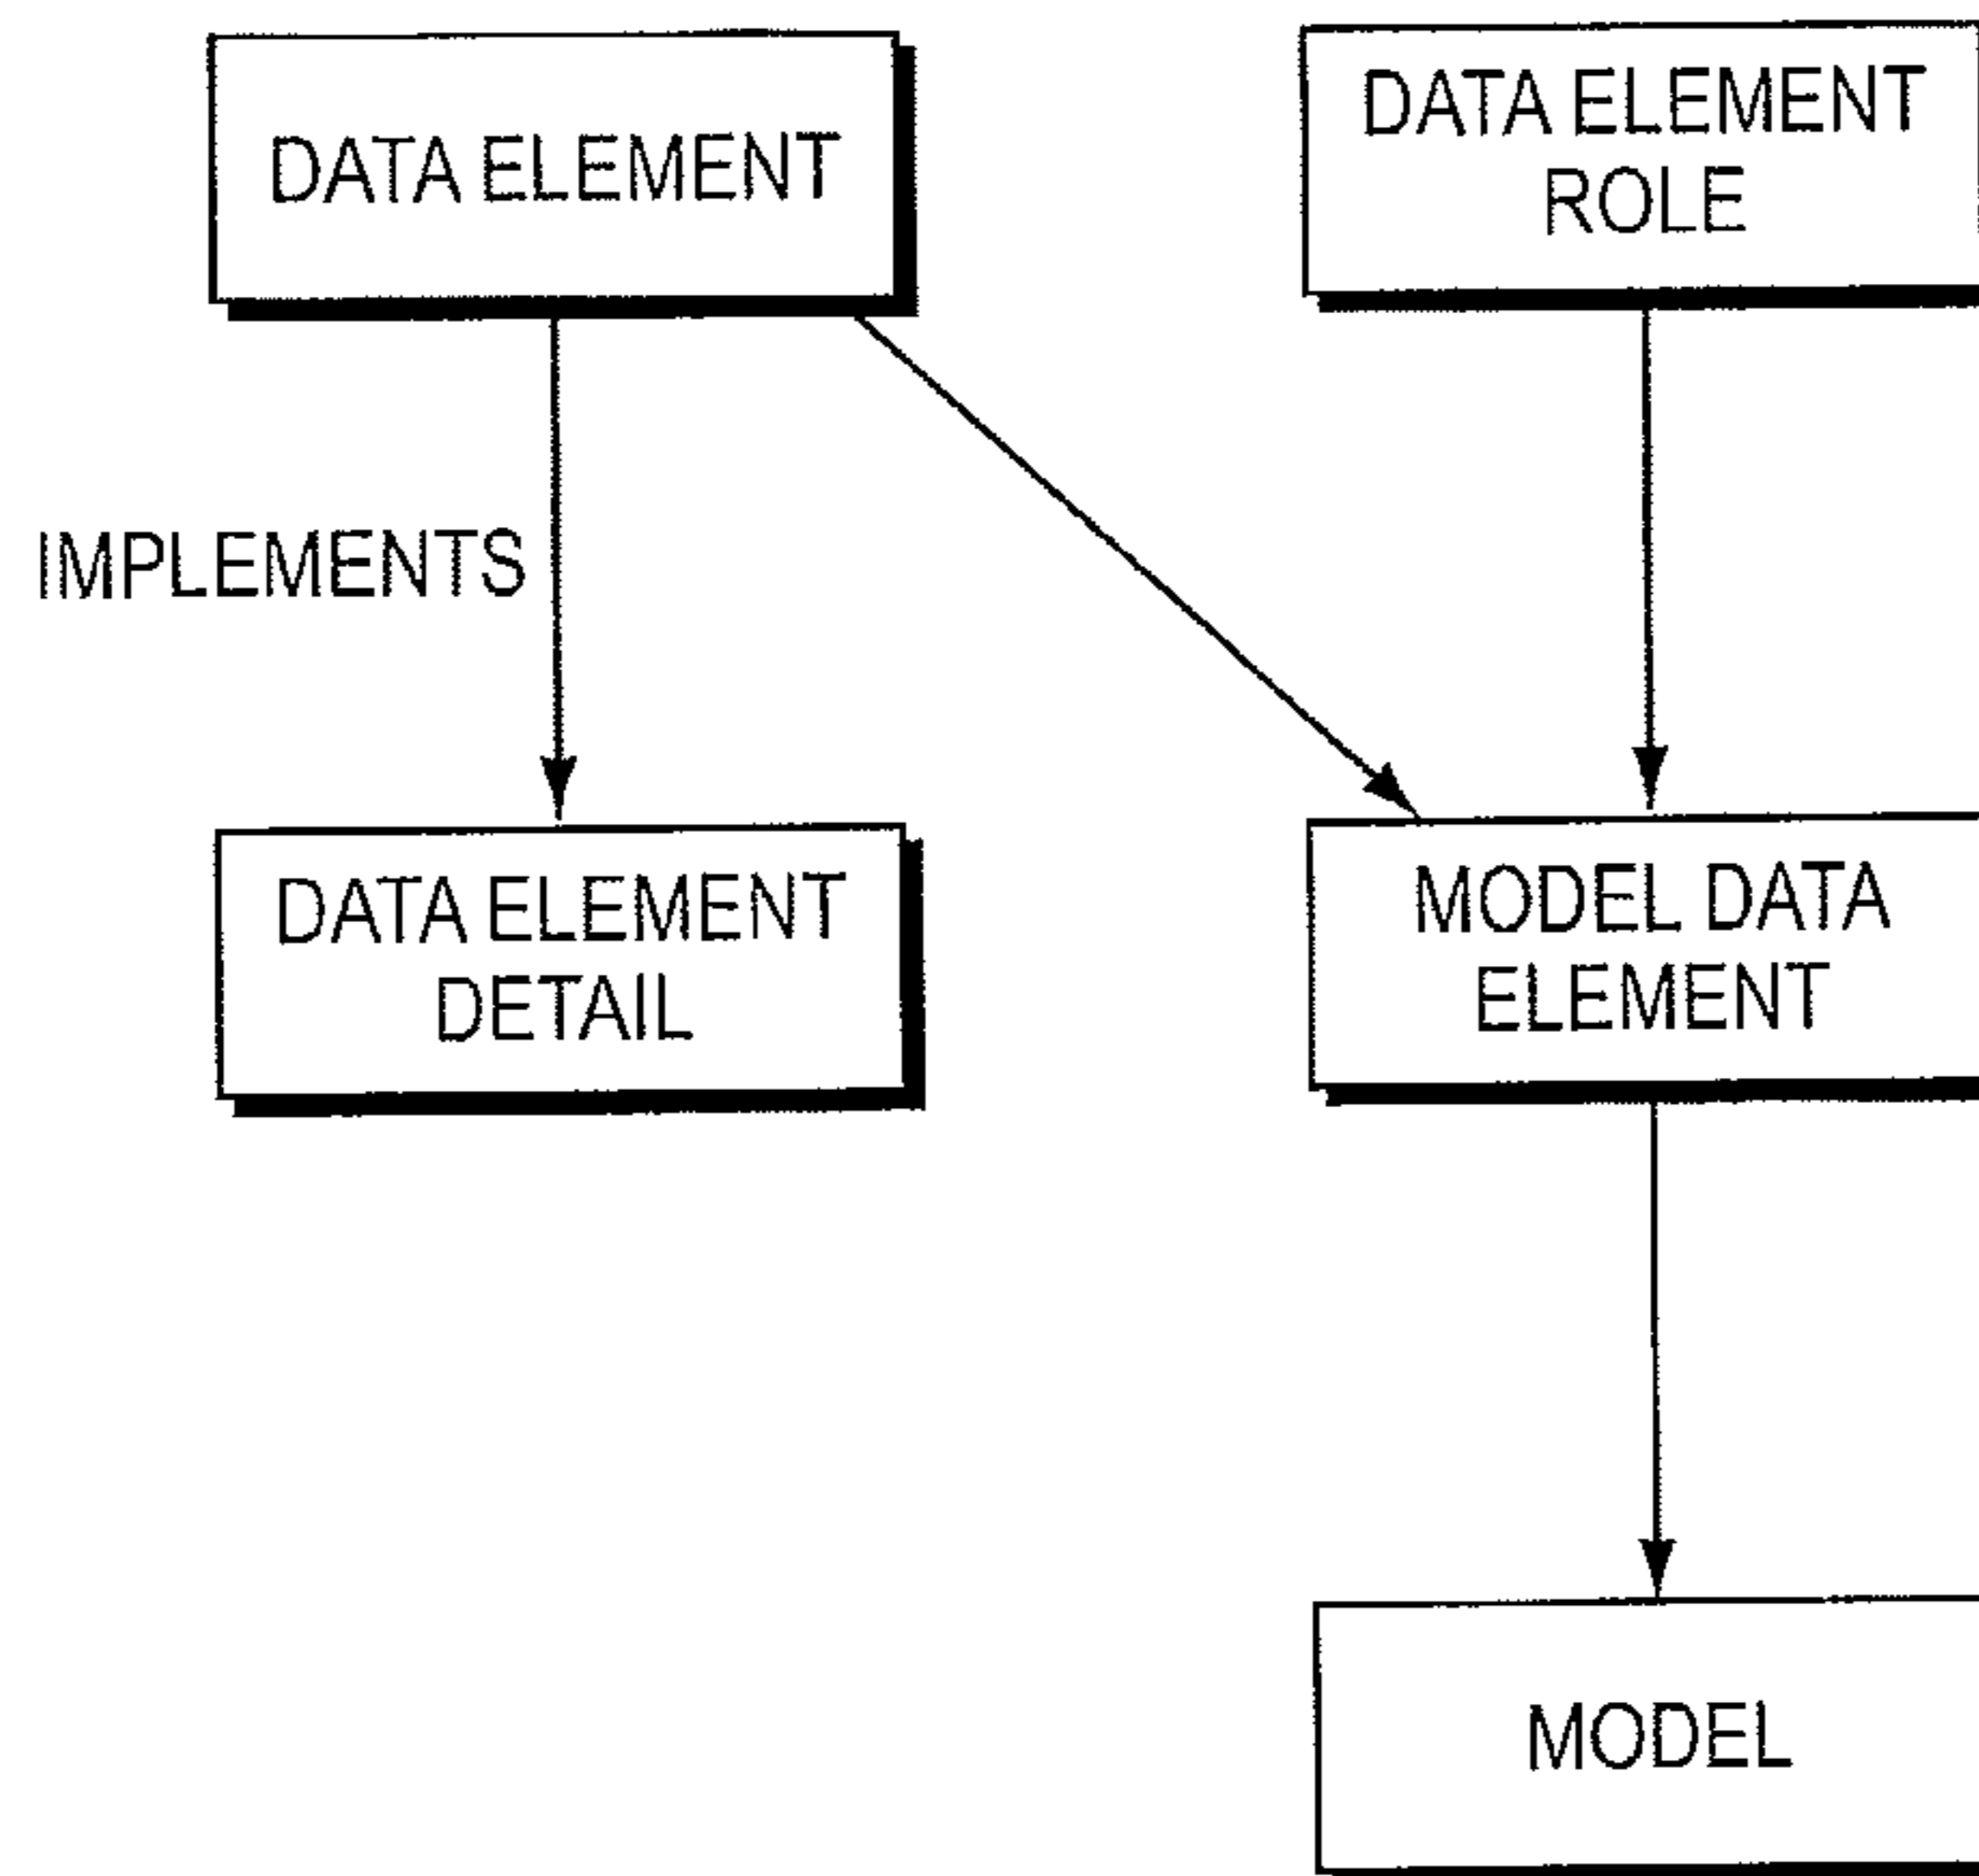 DATA ELEMENT
DATA ELEMENT
ROLE
IMPLEMENTS
DATA ELEMENT
DETAIL
MODEL DATA
ELEMENT
MODEL